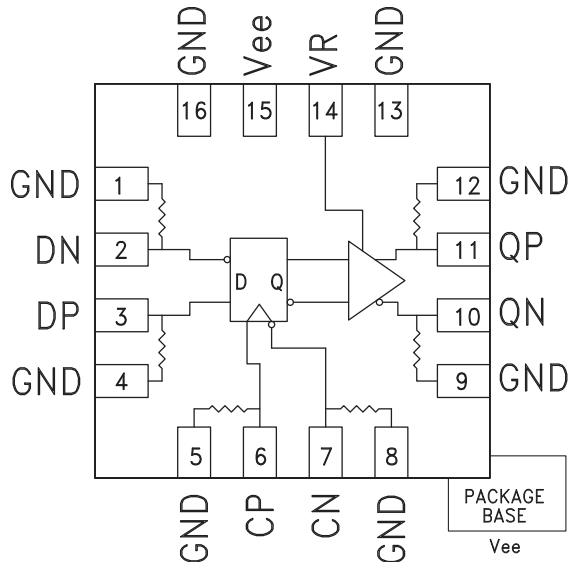 GND
Vee
VR
GND
16
15
14
13
GND 1
12 GND
DN 2
11 QP
D Q
DP 3
10 QN
GND 4
9 GND
5
6
7
8
GND
CP
CN
GND
PACKAGE
BASE
Vee